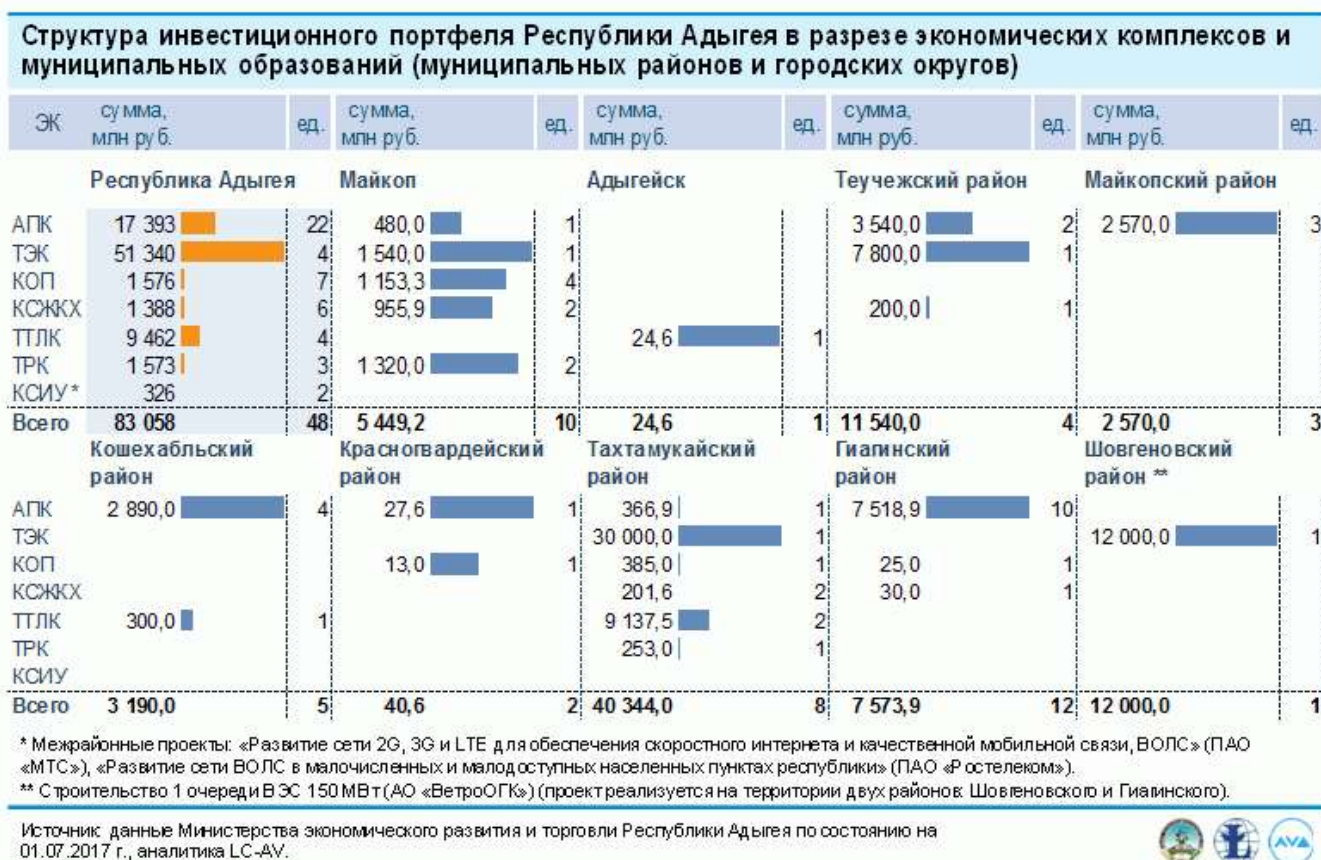 Структура инвестиционного портфеля Республики Адыгея в разрезе экономических комплексов и
муниципальных образований (муниципальных районов и городских округов)
ЭК сумма, млн руб. ед. сумма, млн руб. ед. сумма, млн руб. ед. сумма, млн руб. ед. сумма, млн руб. ед.
Республика Адыгея Майкоп Адыгейск Теучежский район Майкопский район
АПК 17 393 22 480,0 1 3 540,0 2 2 570,0 3
ТЭК 51 340 4 1 540,0 1 7 800,0 1
КОП 1 576 7 1 153,3 4
КСЖКХ 1 388 6 955,9 2 200,0 1
ТТЛК 9 462 4 24,6 1
ТРК 1 573 3 1 320,0 2
КСИУ * 326 2
Всего 83 058 48 5 449,2 10 24,6 1 11 540,0 4 2 570,0 3
Кошехабльский район Красногвардейский район Тахтамукайский район Гиагинский район Шовгеновский район **
АПК 2 890,0 4 27,6 1 366,9 1 7 518,9 10
ТЭК 30 000,0 1 12 000,0 1
КОП 13,0 1 385,0 1 25,0 1
КСЖКХ 201,6 2 30,0 1
ТТЛК 300,0 1 9 137,5 2
ТРК 253,0 1
КСИУ
Всего 3 190,0 5 40,6 2 40 344,0 8 7 573,9 12 12 000,0 1
* Межрайонные проекты: «Развитие сети 2G, 3G и LTE для обеспечения скоростного интернета и качественной мобильной связи, ВОЛС» (ПАО
«МТС»), «Развитие сети ВОЛС в малочисленных и малодоступных населенных пунктах республики» (ПАО «Ростелеком»).
** Строительство 1 очереди ВЭС 150 МВт (АО «ВетроОГК») (проект реализуется на территории двух районов: Шовгеновского и Гиагинского).
Источник: данные Министерства экономического развития и торговли Республики Адыгея по состоянию на
01.07.2017 г., аналитика LC-AV.
AVA